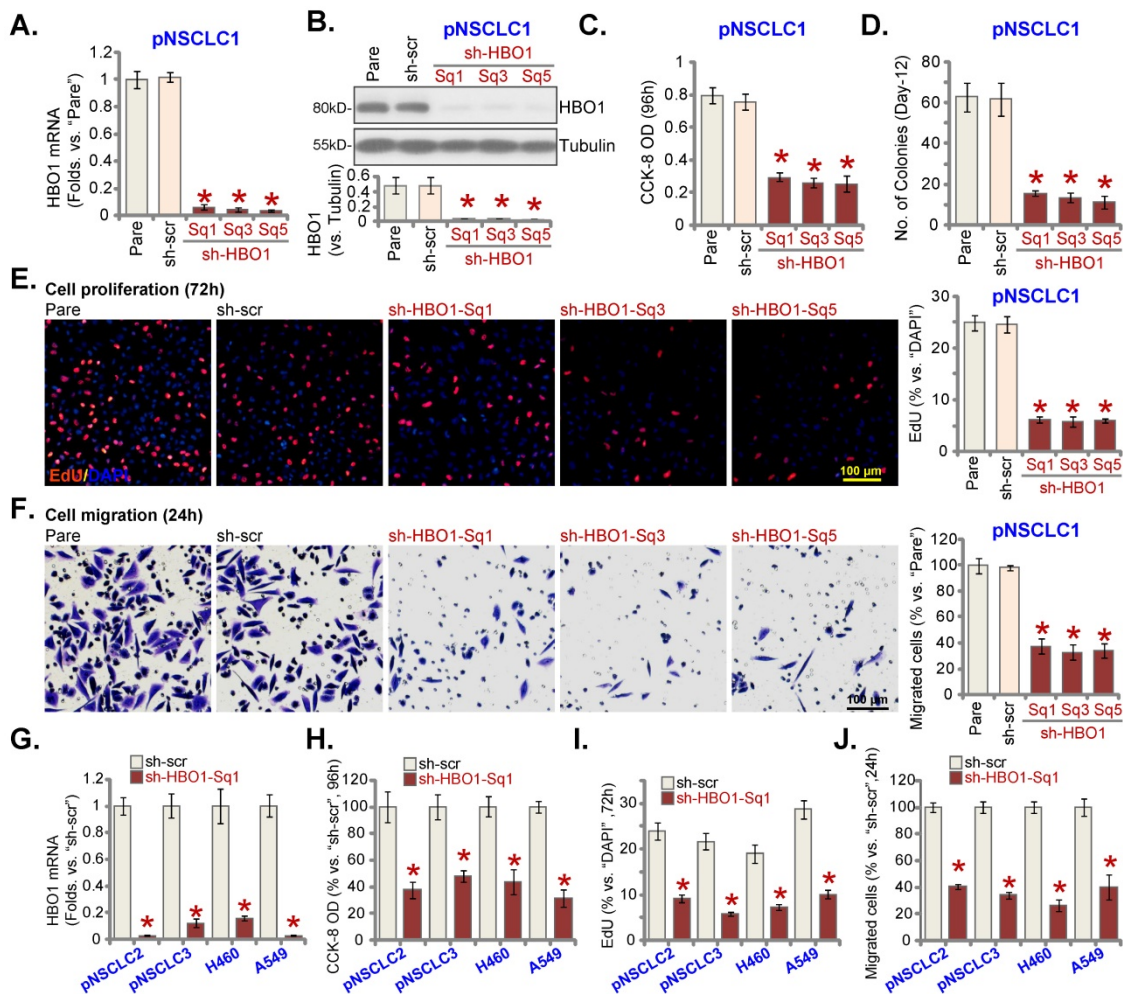 A.
pNSCLC1
HBO1 mRNA
(Folds. vs. “Pare”)
1.2
1
0.8
0.6
0.4
0.2
0
* * *
Pare
sh-scr
Sq1 Sq3 Sq5
sh-HBO1
B.
pNSCLC1
Pare
sh-scr
sh-HBO1
Sq1 Sq3 Sq5
80kD-
HBO1
55kD-
Tubulin
HBO1
(vs. Tubulin)
0.6
0.4
0.2
0
* * *
Pare
sh-scr
Sq1 Sq3 Sq5
sh-HBO1
C.
pNSCLC1
CCK-8 OD (96h)
1
0.8
0.6
0.4
0.2
0
* * *
Pare
sh-scr
Sq1 Sq3 Sq5
sh-HBO1
D.
pNSCLC1
No. of Colonies (Day-12)
80
60
40
20
0
* * *
Pare
sh-scr
Sq1 Sq3 Sq5
sh-HBO1
E. Cell proliferation (72h)
Pare
sh-scr
sh-HBO1-Sq1
sh-HBO1-Sq3
sh-HBO1-Sq5
EdU/DAPI
100 µm
pNSCLC1
EdU (% vs. “DAPI”)
30
20
10
0
* * *
Pare
sh-scr
Sq1 Sq3 Sq5
sh-HBO1
F. Cell migration (24h)
Pare
sh-scr
sh-HBO1-Sq1
sh-HBO1-Sq3
sh-HBO1-Sq5
100 µm
pNSCLC1
Migrated cells (% vs. “Pare”)
120
100
80
60
40
20
0
* * *
Pare
sh-scr
Sq1 Sq3 Sq5
sh-HBO1
G.
sh-scr
sh-HBO1-Sq1
HBO1 mRNA
(Folds. vs. “sh-scr”)
1.2
1
0.8
0.6
0.4
0.2
0
* * * *
pNSCLC2
pNSCLC3
H460
A549
H.
sh-scr
sh-HBO1-Sq1
CCK-8 OD (% vs. “sh-scr”, 96h)
120
100
80
60
40
20
0
* * * *
pNSCLC2
pNSCLC3
H460
A549
I.
sh-scr
sh-HBO1-Sq1
EdU (% vs. “DAPI” ,72h)
30
20
10
0
* * * *
pNSCLC2
pNSCLC3
H460
A549
J.
sh-scr
sh-HBO1-Sq1
Migrated cells (% vs. “sh-scr”,24h)
120
100
80
60
40
20
0
* * * *
pNSCLC2
pNSCLC3
H460
A549